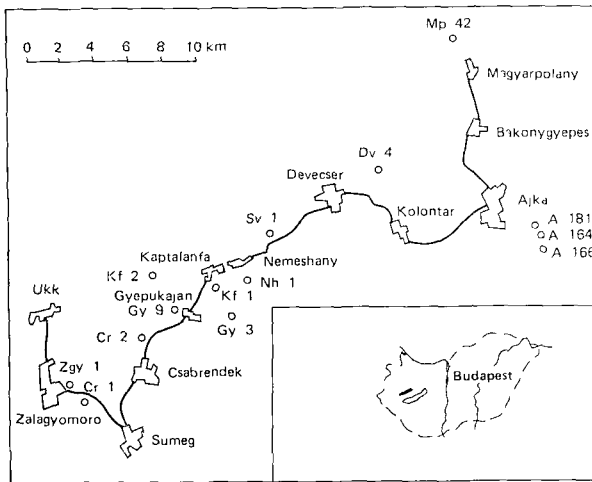 Mp 42
0 2 4 6 8 10 km
Magyarpolany
Bakonygyepes
Dv 4
Devecser
Ajka
Kolontar
A 181
A 164
A 166
Sv 1
Kaptalanfa
Nemeshany
Kf 2
Nh 1
Ukk
Gyepukajan
Kf 1
Gy 9
Gy 3
Cr 2
Zgy 1
Csabrendek
Cr 1
Zalagyomoro
Sumeg
Budapest